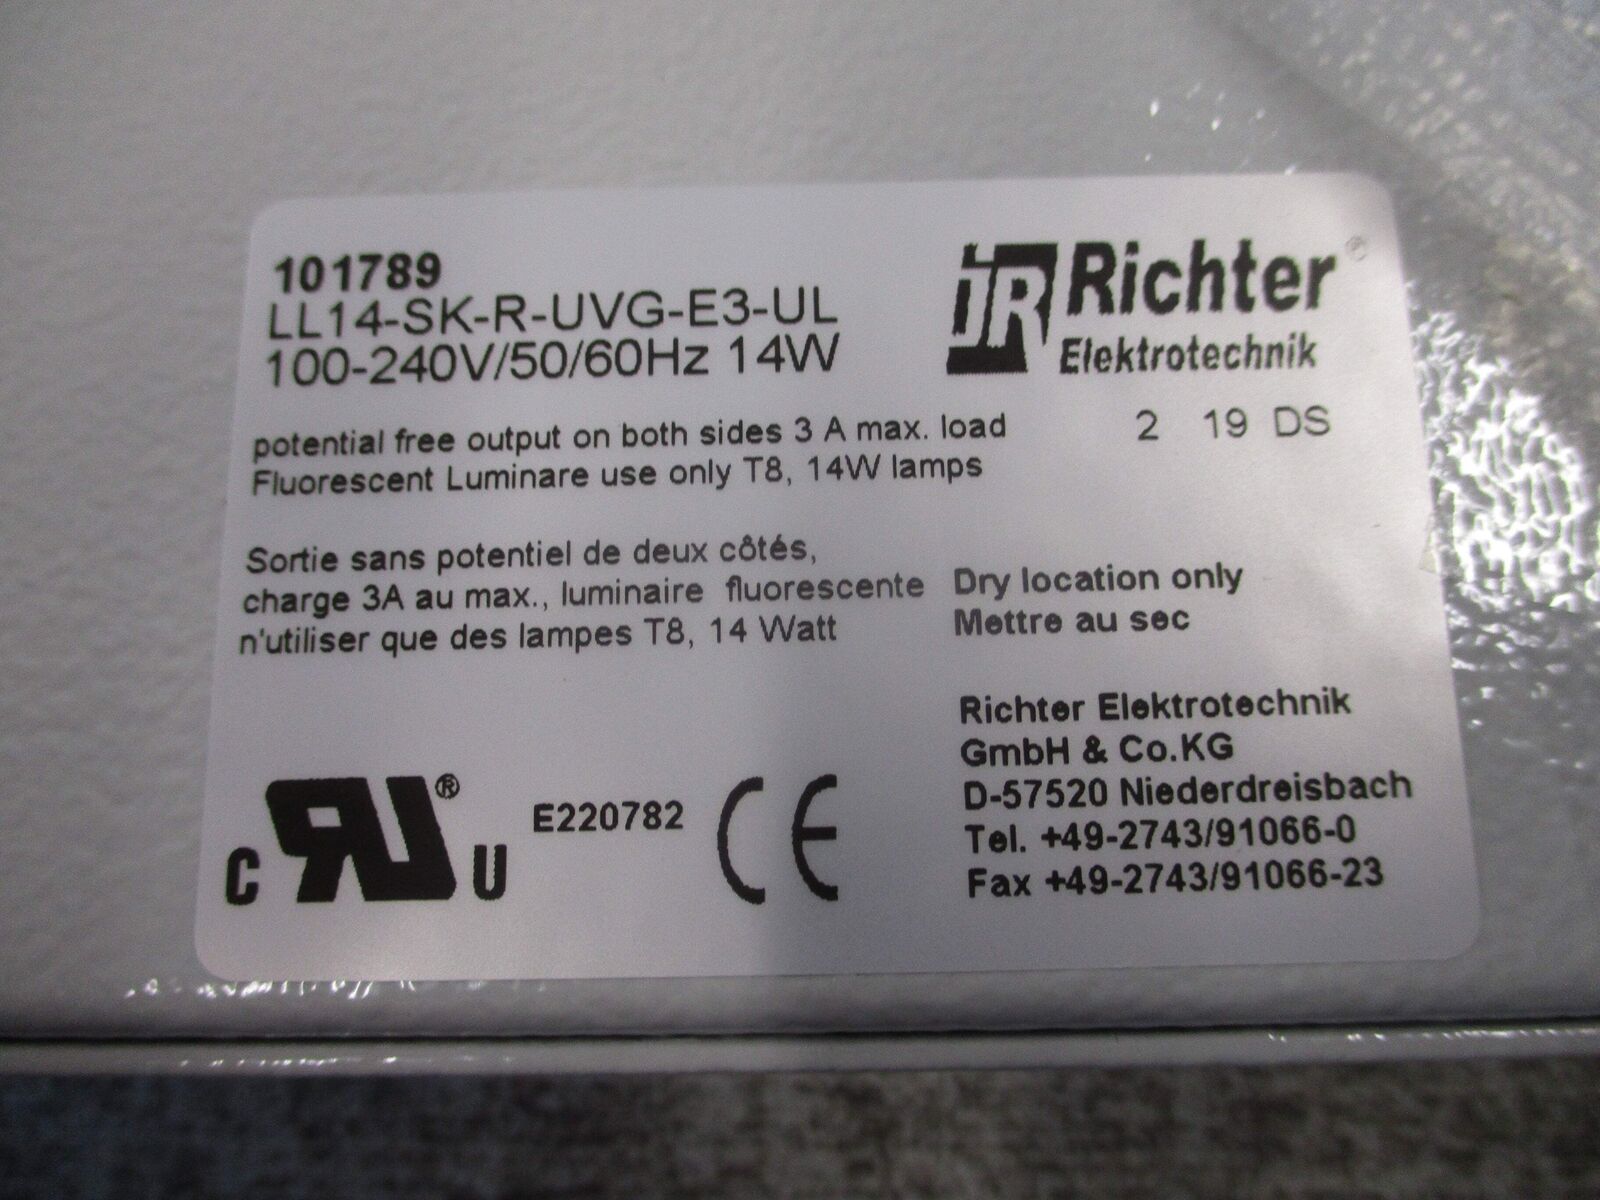 101789
LL14-SK-R-UVG-E3-UL
100-240V/50/60Hz 14W
Richter®
Elektrotechnik
potential free output on both sides 3 A max. load
Fluorescent Luminare use only T8, 14W lamps
2 19 DS
Sortie sans potentiel de deux côtés,
charge 3A au max., luminaire fluorescente
n'utiliser que des lampes T8, 14 Watt
Dry location only
Mettre au sec
Richter Elektrotechnik
GmbH & Co.KG
D-57520 Niederdreisbach
Tel. +49-2743/91066-0
Fax +49-2743/91066-23
C RU® U
E220782
CE